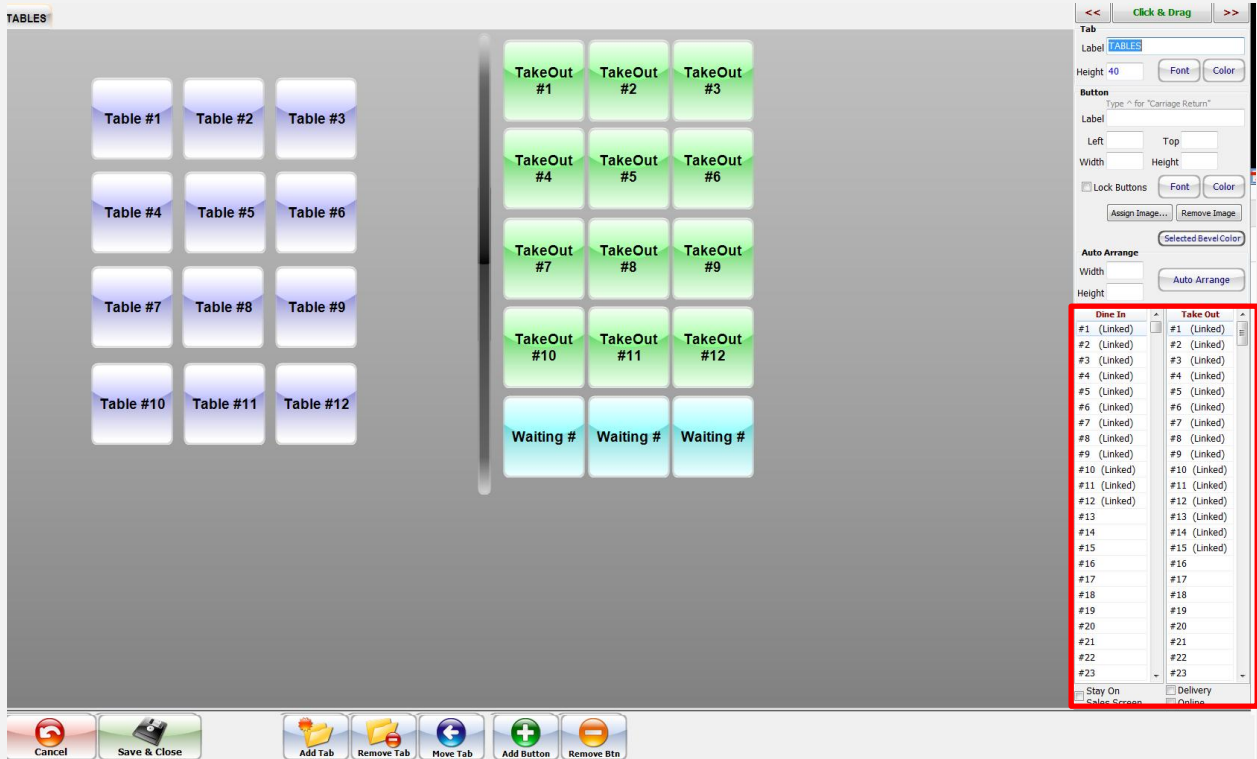 TABLES
<< Click & Drag >>
Tab
Label TABLES
Height 40 Font Color
Button
Type ^ for "Carriage Return"
Label
Left Top
Width Height
Lock Buttons Font Color
Assign Image... Remove Image
Selected Bevel Color
Auto Arrange
Width
Auto Arrange
Height
Dine In Take Out
#1 (Linked) #1 (Linked)
#2 (Linked) #2 (Linked)
#3 (Linked) #3 (Linked)
#4 (Linked) #4 (Linked)
#5 (Linked) #5 (Linked)
#6 (Linked) #6 (Linked)
#7 (Linked) #7 (Linked)
#8 (Linked) #8 (Linked)
#9 (Linked) #9 (Linked)
#10 (Linked) #10 (Linked)
#11 (Linked) #11 (Linked)
#12 (Linked) #12 (Linked)
#13 #13 (Linked)
#14 #14 (Linked)
#15 #15 (Linked)
#16 #16
#17 #17
#18 #18
#19 #19
#20 #20
#21 #21
#22 #22
#23 #23
Stay On Delivery
Sales Screen Online
Table #1 Table #2 Table #3
Table #4 Table #5 Table #6
Table #7 Table #8 Table #9
Table #10 Table #11 Table #12
TakeOut TakeOut TakeOut
#1 #2 #3
TakeOut TakeOut TakeOut
#4 #5 #6
TakeOut TakeOut TakeOut
#7 #8 #9
TakeOut TakeOut TakeOut
#10 #11 #12
Waiting # Waiting # Waiting #
Cancel Save & Close Add Tab Remove Tab Move Tab Add Button Remove Btn